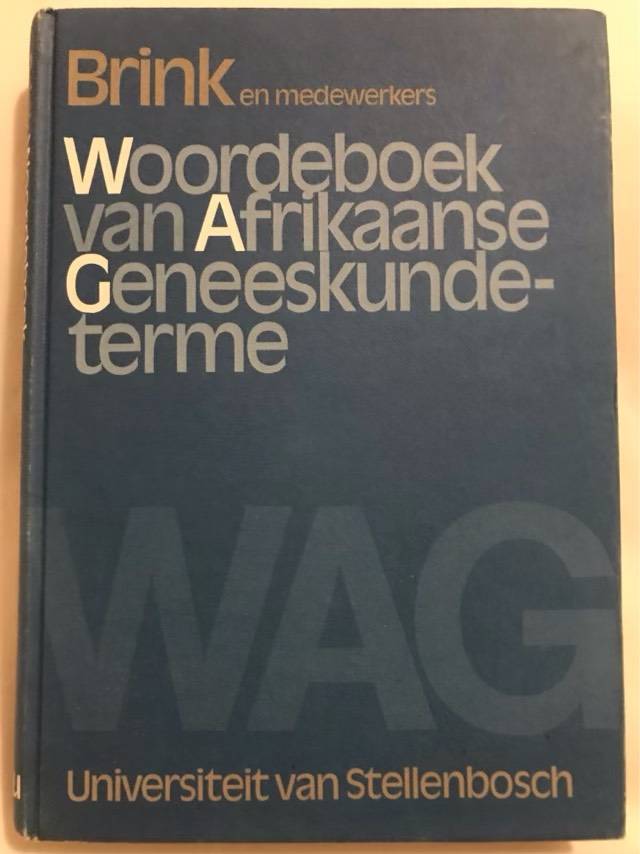 Brink en medewerkers
Woordeboek
van Afrikaanse
Geneeskunde-
terme
WAG
Universiteit van Stellenbosch